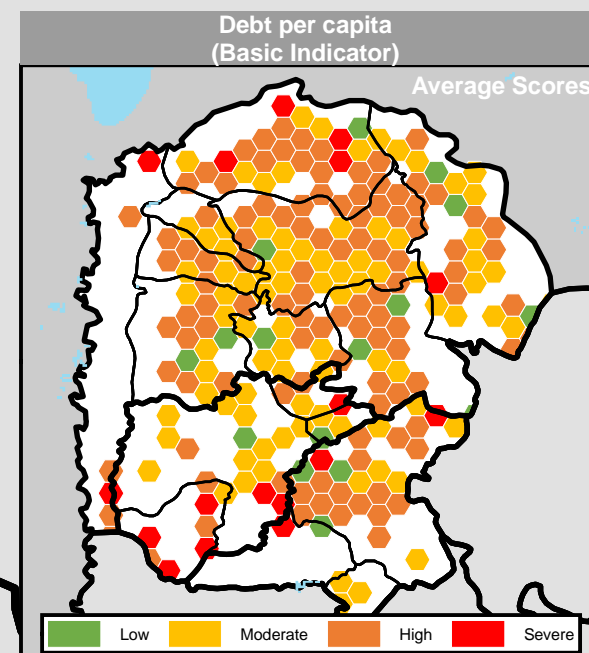 Debt per capita
(Basic Indicator)
Average Scores
Low
Moderate
High
Severe